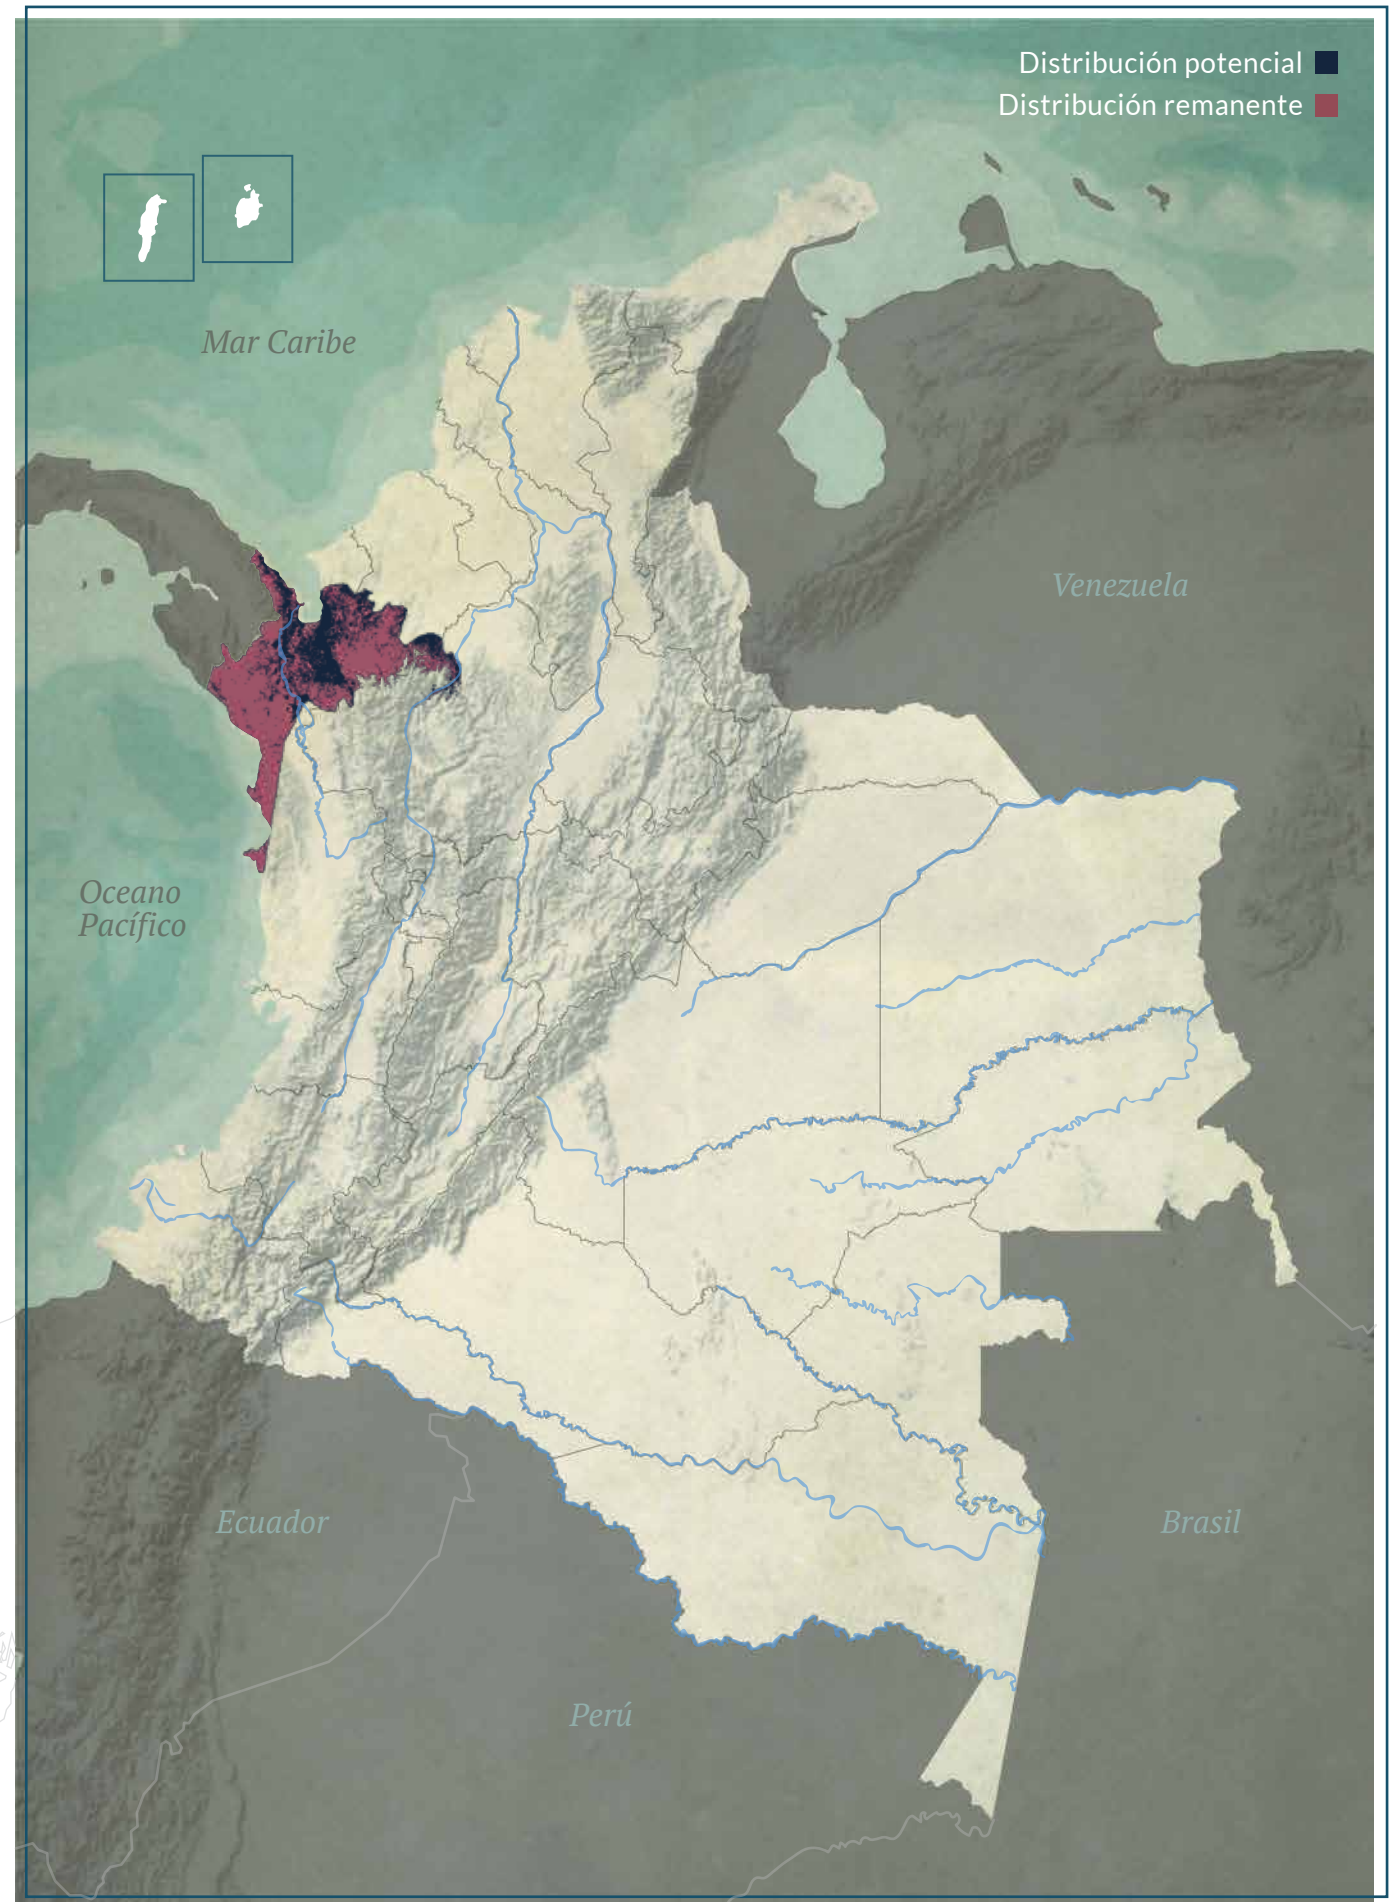 Distribución potencial
Distribución remanente
Mar Caribe
Venezuela
Oceano
Pacífico
Ecuador
Brasil
Perú